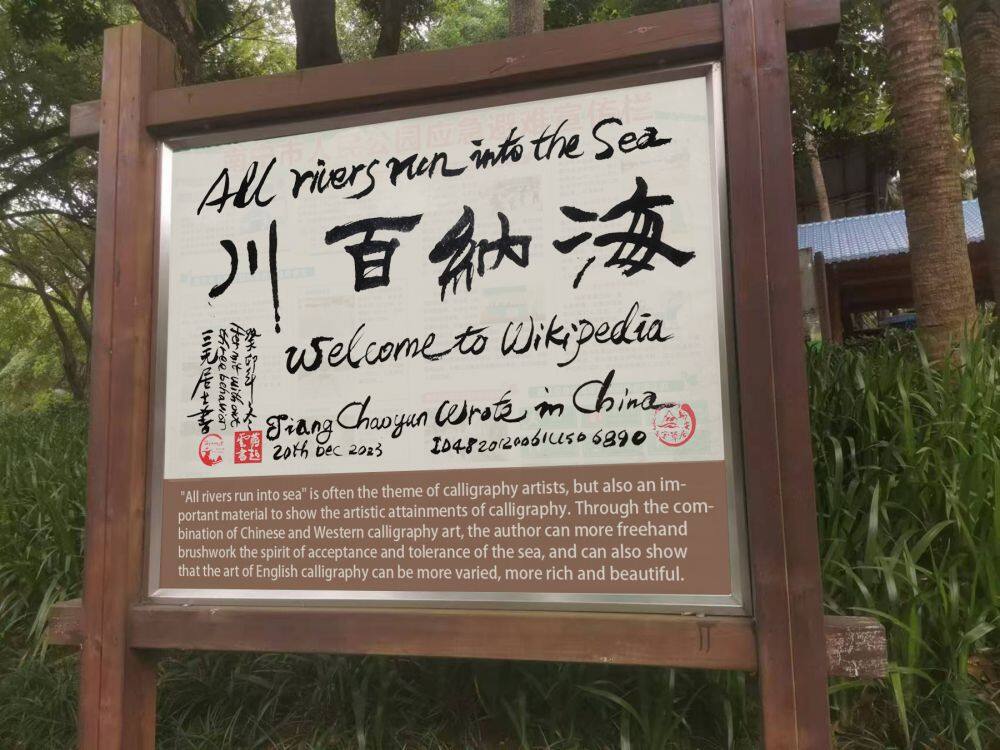 All rivers run into the Sea
海納百川
Welcome to Wikipedia
Hermit without
three behavior
Jiang Chaoyun Wrote in China
20th Dec 2023
"All rivers run into sea" is often the theme of calligraphy artists, but also an im-
portant material to show the artistic attainments of calligraphy. Through the com-
bination of Chinese and Western calligraphy art, the author can more freehand
brushwork the spirit of acceptance and tolerance of the sea, and can also show
that the art of English calligraphy can be more varied, more rich and beautiful.